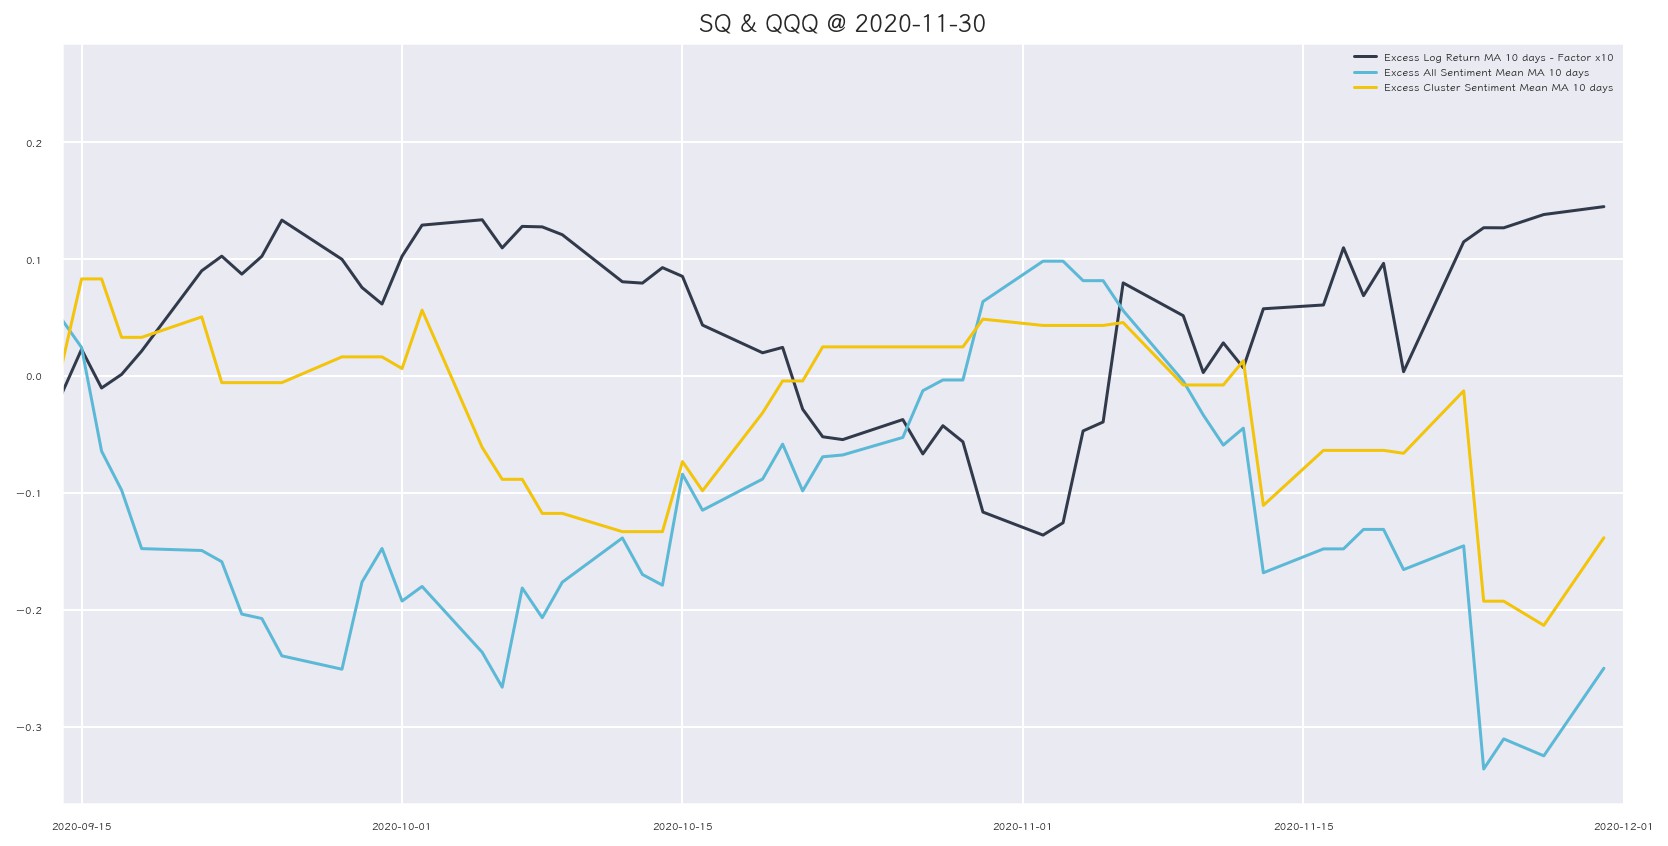 SQ & QQQ @ 2020-11-30
Excess Log Return MA 10 days - Factor x10
Excess All Sentiment Mean MA 10 days
Excess Cluster Sentiment Mean MA 10 days
0.2
0.1
0.0
−0.1
−0.2
−0.3
2020-09-15 2020-10-01 2020-10-15 2020-11-01 2020-11-15 2020-12-01